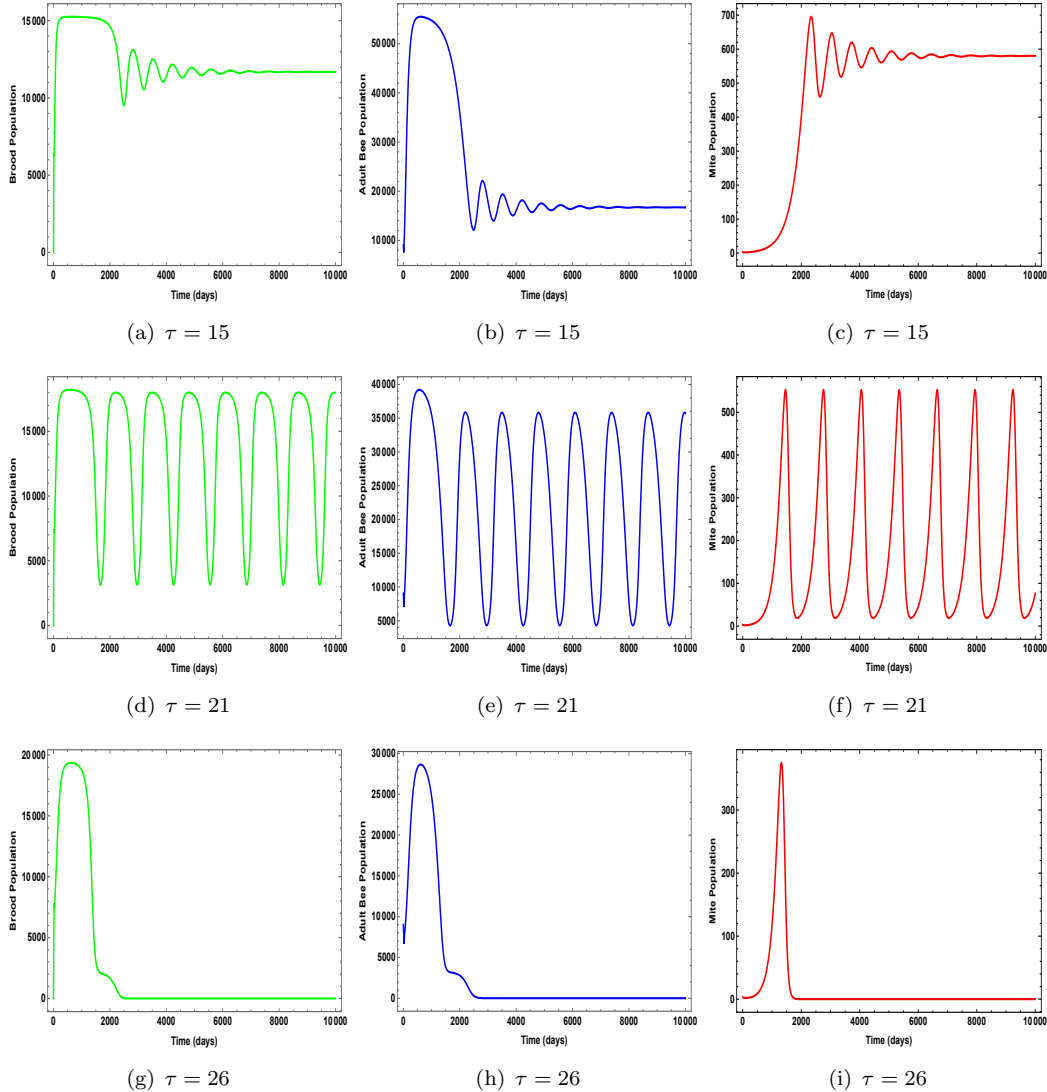 Brood Population
15000
10000
5000
0
0 2000 4000 6000 8000 10000
Time (days)
(a) τ = 15
Adult Bee Population
50000
40000
30000
20000
10000
0 2000 4000 6000 8000 10000
Time (days)
(b) τ = 15
Mite Population
700
600
500
400
300
200
100
0
0 2000 4000 6000 8000 10000
Time (days)
(c) τ = 15
Broood Population
15000
10000
5000
0
0 2000 4000 6000 8000 10000
Time (days)
(d) τ = 21
Adult Bee Population
40000
35000
30000
25000
20000
15000
10000
5000
0 2000 4000 6000 8000 10000
Time (days)
(e) τ = 21
Mite Population
500
400
300
200
100
0
0 2000 4000 6000 8000 10000
Time (days)
(f) τ = 21
Brood Population
20000
15000
10000
5000
0
0 2000 4000 6000 8000 10000
Time (days)
(g) τ = 26
Adult Bee Population
30000
25000
20000
15000
10000
5000
0
0 2000 4000 6000 8000 10000
Time (days)
(h) τ = 26
Mite Population
300
200
100
0
0 2000 4000 6000 8000 10000
Time (days)
(i) τ = 26